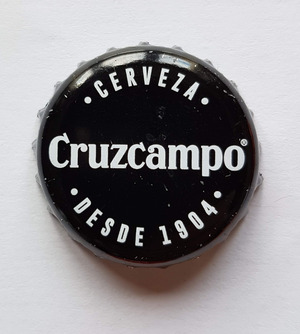 • CERVEZA •
Cruzcampo®
• DESDE 1904 •